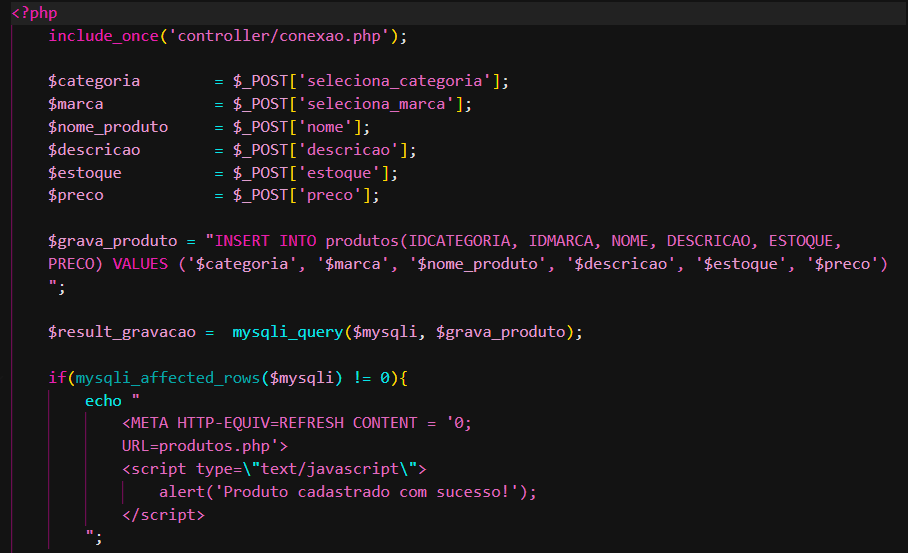 <?php
include_once('controller/conexao.php');
$categoria = $_POST['seleciona_categoria'];
$marca = $_POST['seleciona_marca'];
$nome_produto = $_POST['nome'];
$descricao = $_POST['descricao'];
$estoque = $_POST['estoque'];
$preco = $_POST['preco'];
$grava_produto = "INSERT INTO produtos(IDCATEGORIA, IDMARCA, NOME, DESCRICAO, ESTOQUE,
PRECO) VALUES ('$categoria', '$marca', '$nome_produto', '$descricao', '$estoque', '$preco')
";
$result_gravacao = mysqli_query($mysqli, $grava_produto);
if(mysqli_affected_rows($mysqli) != 0){
echo "
<META HTTP-EQUIV=REFRESH CONTENT = '0;
URL=produtos.php'>
<script type=\"text/javascript\">
alert('Produto cadastrado com sucesso!');
</script>
";